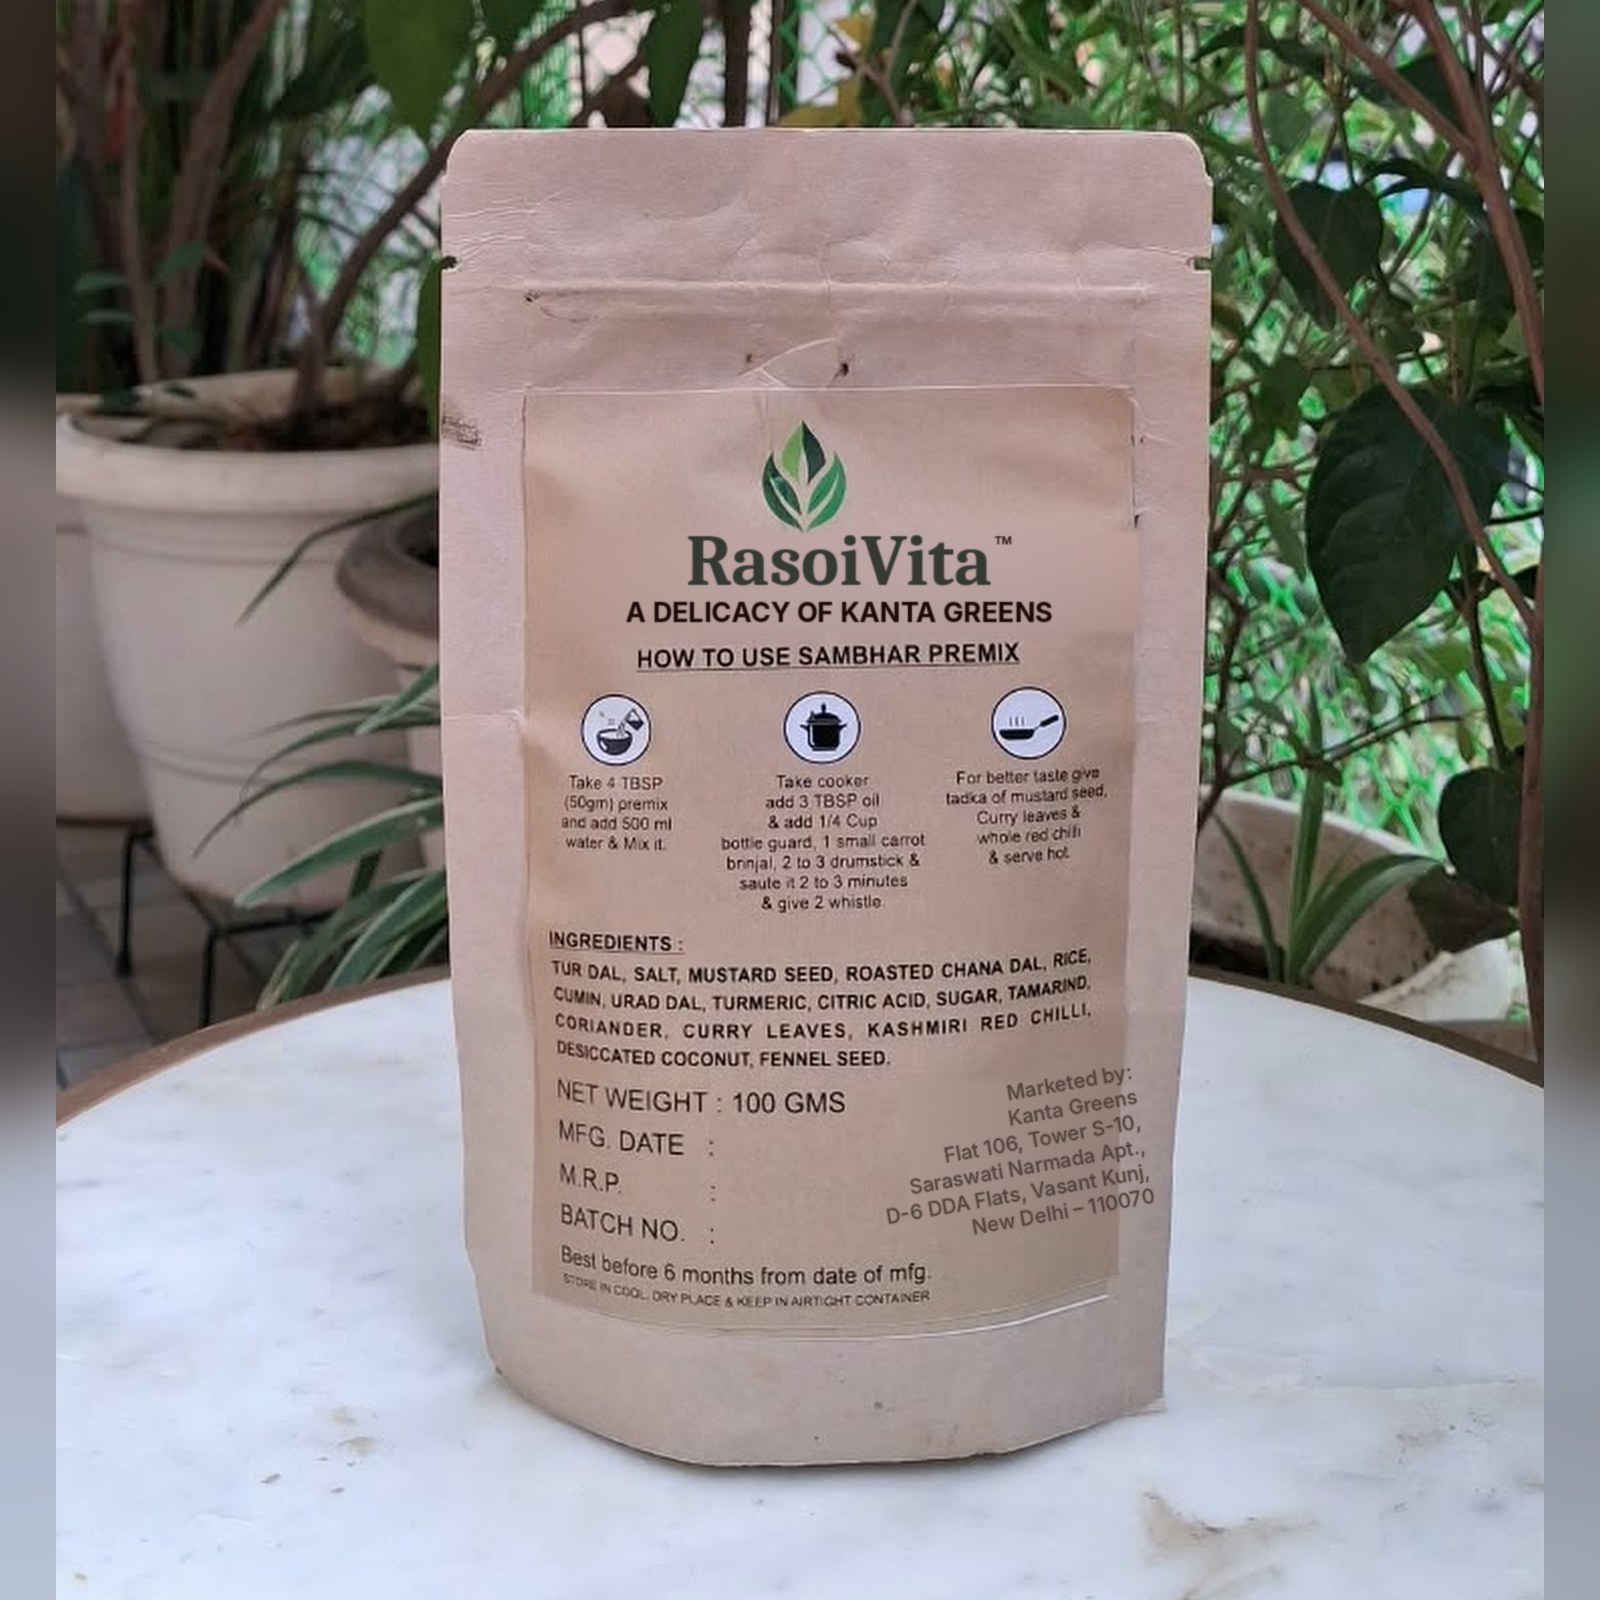 RasoiVita™
A DELICACY OF KANTA GREENS
HOW TO USE SAMBHAR PREMIX
Take 4 TBSP
(50gm) premix
and add 500 ml
water & Mix it.
Take cooker
add 3 TBSP oil
& add 1/4 Cup
bottle guard, 1 small carrot
brinjal, 2 to 3 drumstick &
saute it 2 to 3 minutes
& give 2 whistle
For better taste give
tadka of mustard seed,
Curry leaves &
whole red chilli
& serve hot
INGREDIENTS :
TUR DAL, SALT, MUSTARD SEED, ROASTED CHANA DAL, RICE,
CUMIN, URAD DAL, TURMERIC, CITRIC ACID, SUGAR, TAMARIND,
CORIANDER, CURRY LEAVES, KASHMIRI RED CHILLI,
DESICCATED COCONUT, FENNEL SEED.
NET WEIGHT : 100 GMS
MFG. DATE :
M.R.P. :
BATCH NO. :
Best before 6 months from date of mfg.
STORE IN COOL, DRY PLACE & KEEP IN AIRTIGHT CONTAINER
Marketed by:
Kanta Greens
Flat 106, Tower S-10,
Saraswati Narmada Apt.,
D-6 DDA Flats, Vasant Kunj,
New Delhi – 110070